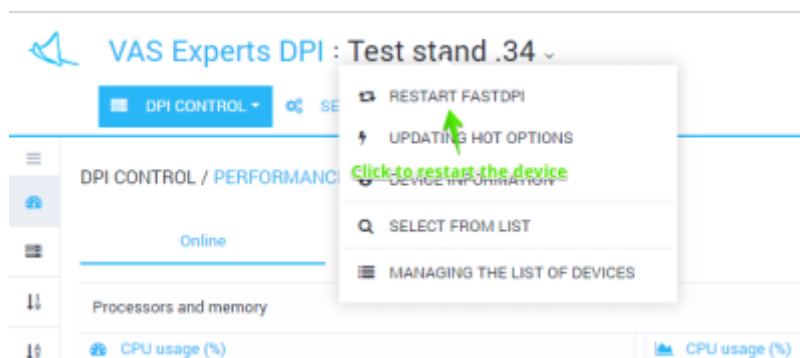 VAS Experts DPI : Test stand .34
DPI CONTROL SE
RESTART FASTDPI
UPDATING HOT OPTIONS
Click to restart the device
DEVICE INFORMATION
SELECT FROM LIST
MANAGING THE LIST OF DEVICES
DPI CONTROL / PERFORMANC
Online
Processors and memory
CPU usage (%) CPU usage (%)